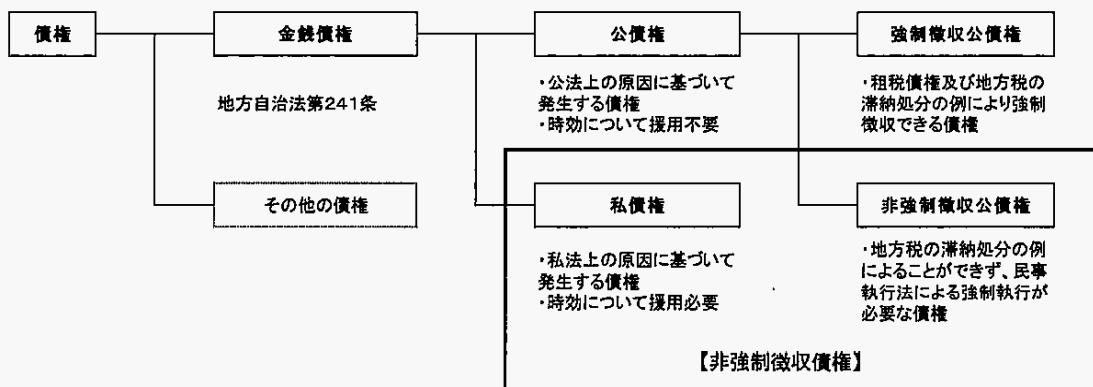 債権
金銭債権
公債権
強制徴収公債権
地方自治法第241条
・公法上の原因に基づいて
発生する債権
・時効について援用不要
・租税債権及び地方税の
滞納処分の例により強制
徴収できる債権
その他の債権
私債権
非強制徴収公債権
・私法上の原因に基づいて
発生する債権
・時効について援用必要
・地方税の滞納処分の例
によることができず、民事
執行法による強制執行が
必要な債権
【非強制徴収債権】